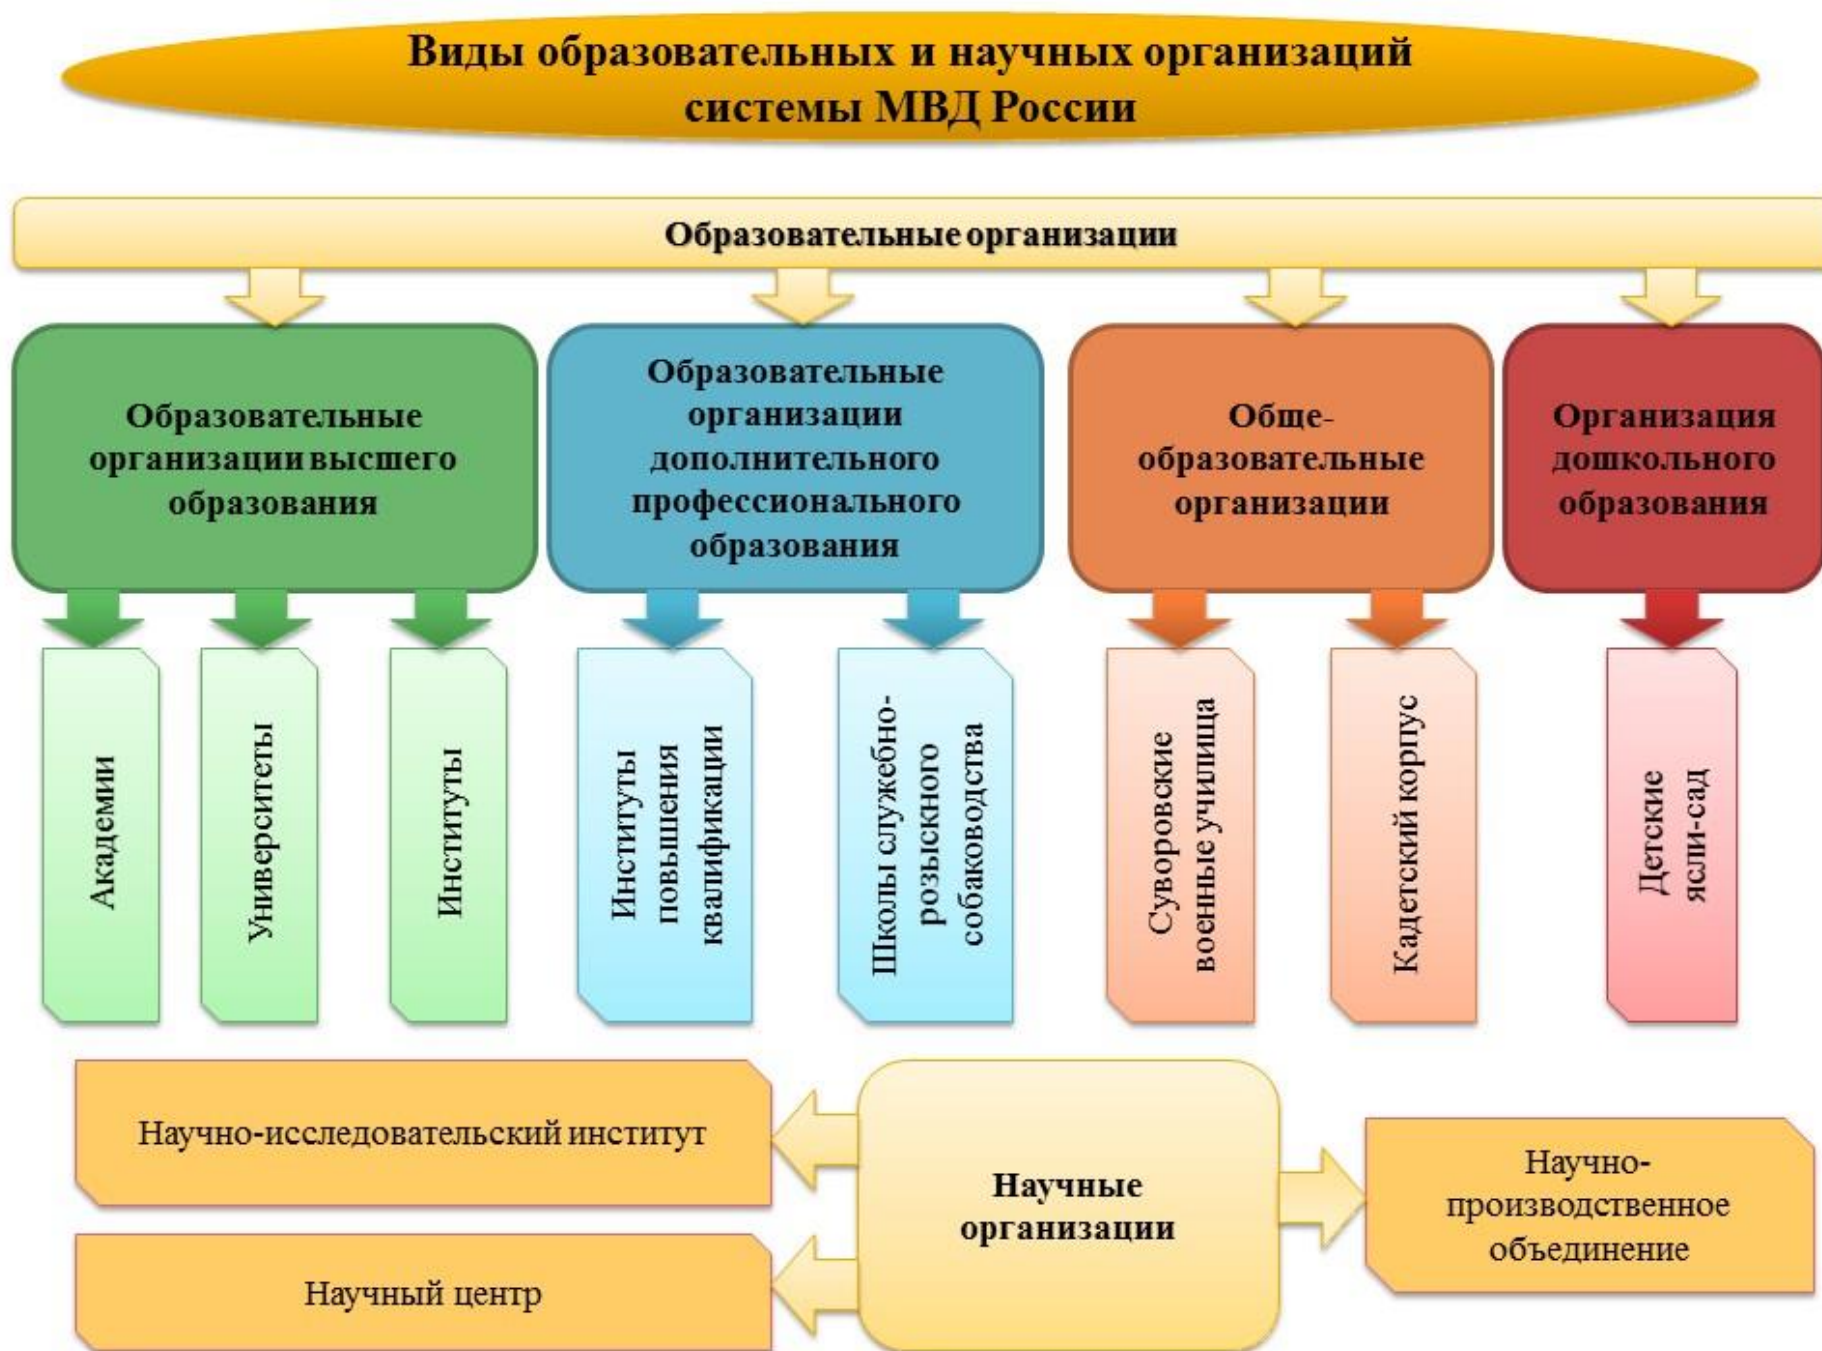 Виды образовательных и научных организаций
системы МВД России
Образовательные организации
Образовательные
организации высшего
образования
Образовательные
организации
дополнительного
профессионального
образования
Обще-
образовательные
организации
Организация
дошкольного
образования
Академии
Университеты
Институты
Институты
повышения
квалификации
Школы служебно-
розыскного
собаководства
Суворовские
военные училища
Кадетский корпус
Детские
ясли-сад
Научно-исследовательский институт
Научный центр
Научные
организации
Научно-
производственное
объединение